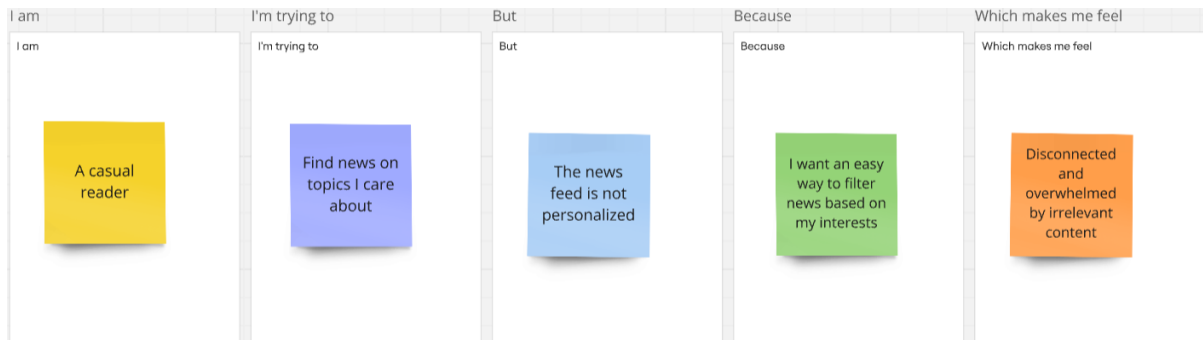 I am
I'm trying to
But
Because
Which makes me feel
I am
I'm trying to
But
Because
Which makes me feel
A casual
reader
Find news on
topics I care
about
The news
feed is not
personalized
I want an easy
way to filter
news based on
my interests
Disconnected
and
overwhelmed
by irrelevant
content